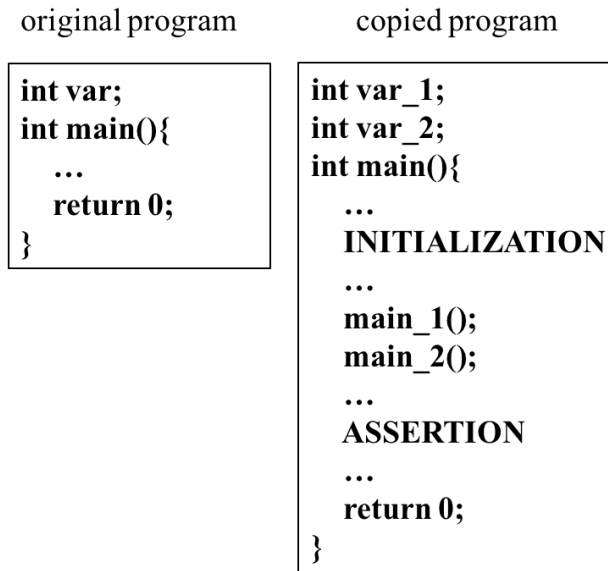 original program
int var;
int main(){
…
return 0;
}
copied program
int var_1;
int var_2;
int main(){
…
INITIALIZATION
…
main_1();
main_2();
…
ASSERTION
…
return 0;
}